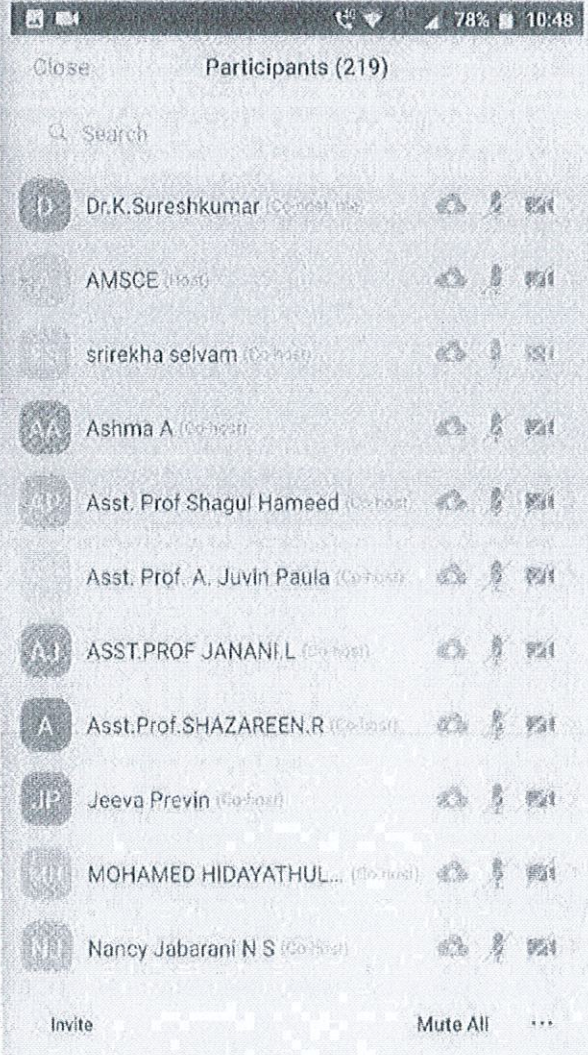 78% 10:48
Close Participants (219)
Search
D Dr.K.Sureshkumar (Co-host, me)
AMSCE (Host)
srirekha selvam (Co-host)
AA Ashma A (Co-host)
AP Asst. Prof Shagul Hameed (Co-host)
Asst. Prof. A. Juvin Paula (Co-host)
AJ ASST.PROF JANANI.L (Co-host)
A Asst.Prof.SHAZAREEN.R (Co-host)
JP Jeeva Previn (Co-host)
MOHAMED HIDAYATHUL... (Co-host)
NJ Nancy Jabarani N S (Co-host)
Invite Mute All ...